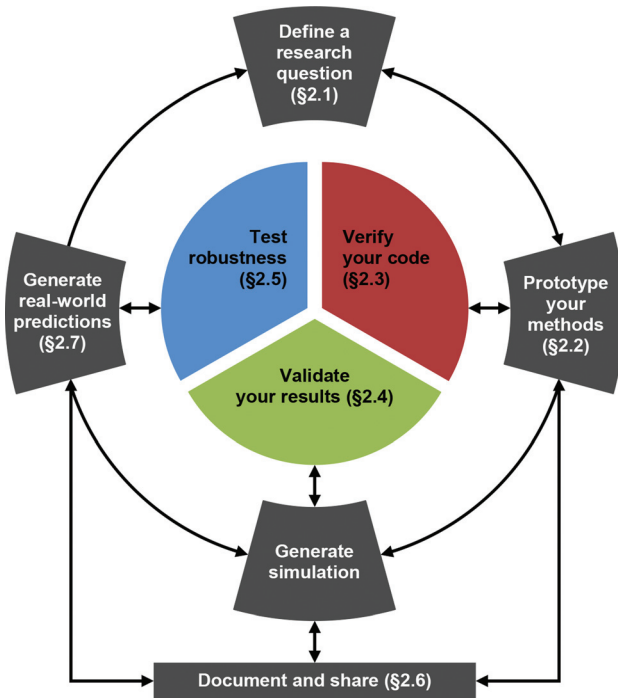 Define a
research
question
(§2.1)
Test
robustness
(§2.5)
Verify
your code
(§2.3)
Generate
real-world
predictions
(§2.7)
Prototype
your
methods
(§2.2)
Validate
your results (§2.4)
Generate
simulation
Document and share (§2.6)